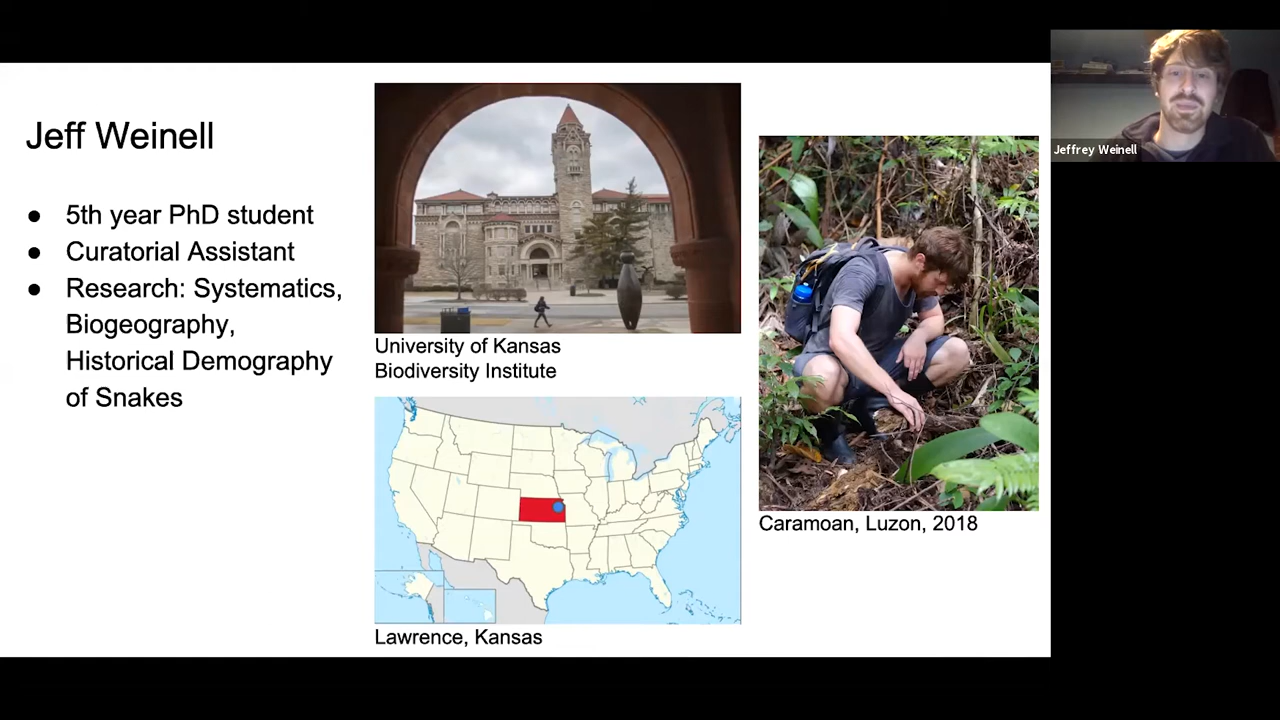 Jeff Weinell
● 5th year PhD student
● Curatorial Assistant
● Research: Systematics,
Biogeography,
Historical Demography
of Snakes
University of Kansas
Biodiversity Institute
Lawrence, Kansas
Caramoan, Luzon, 2018
Jeffrey Weinell